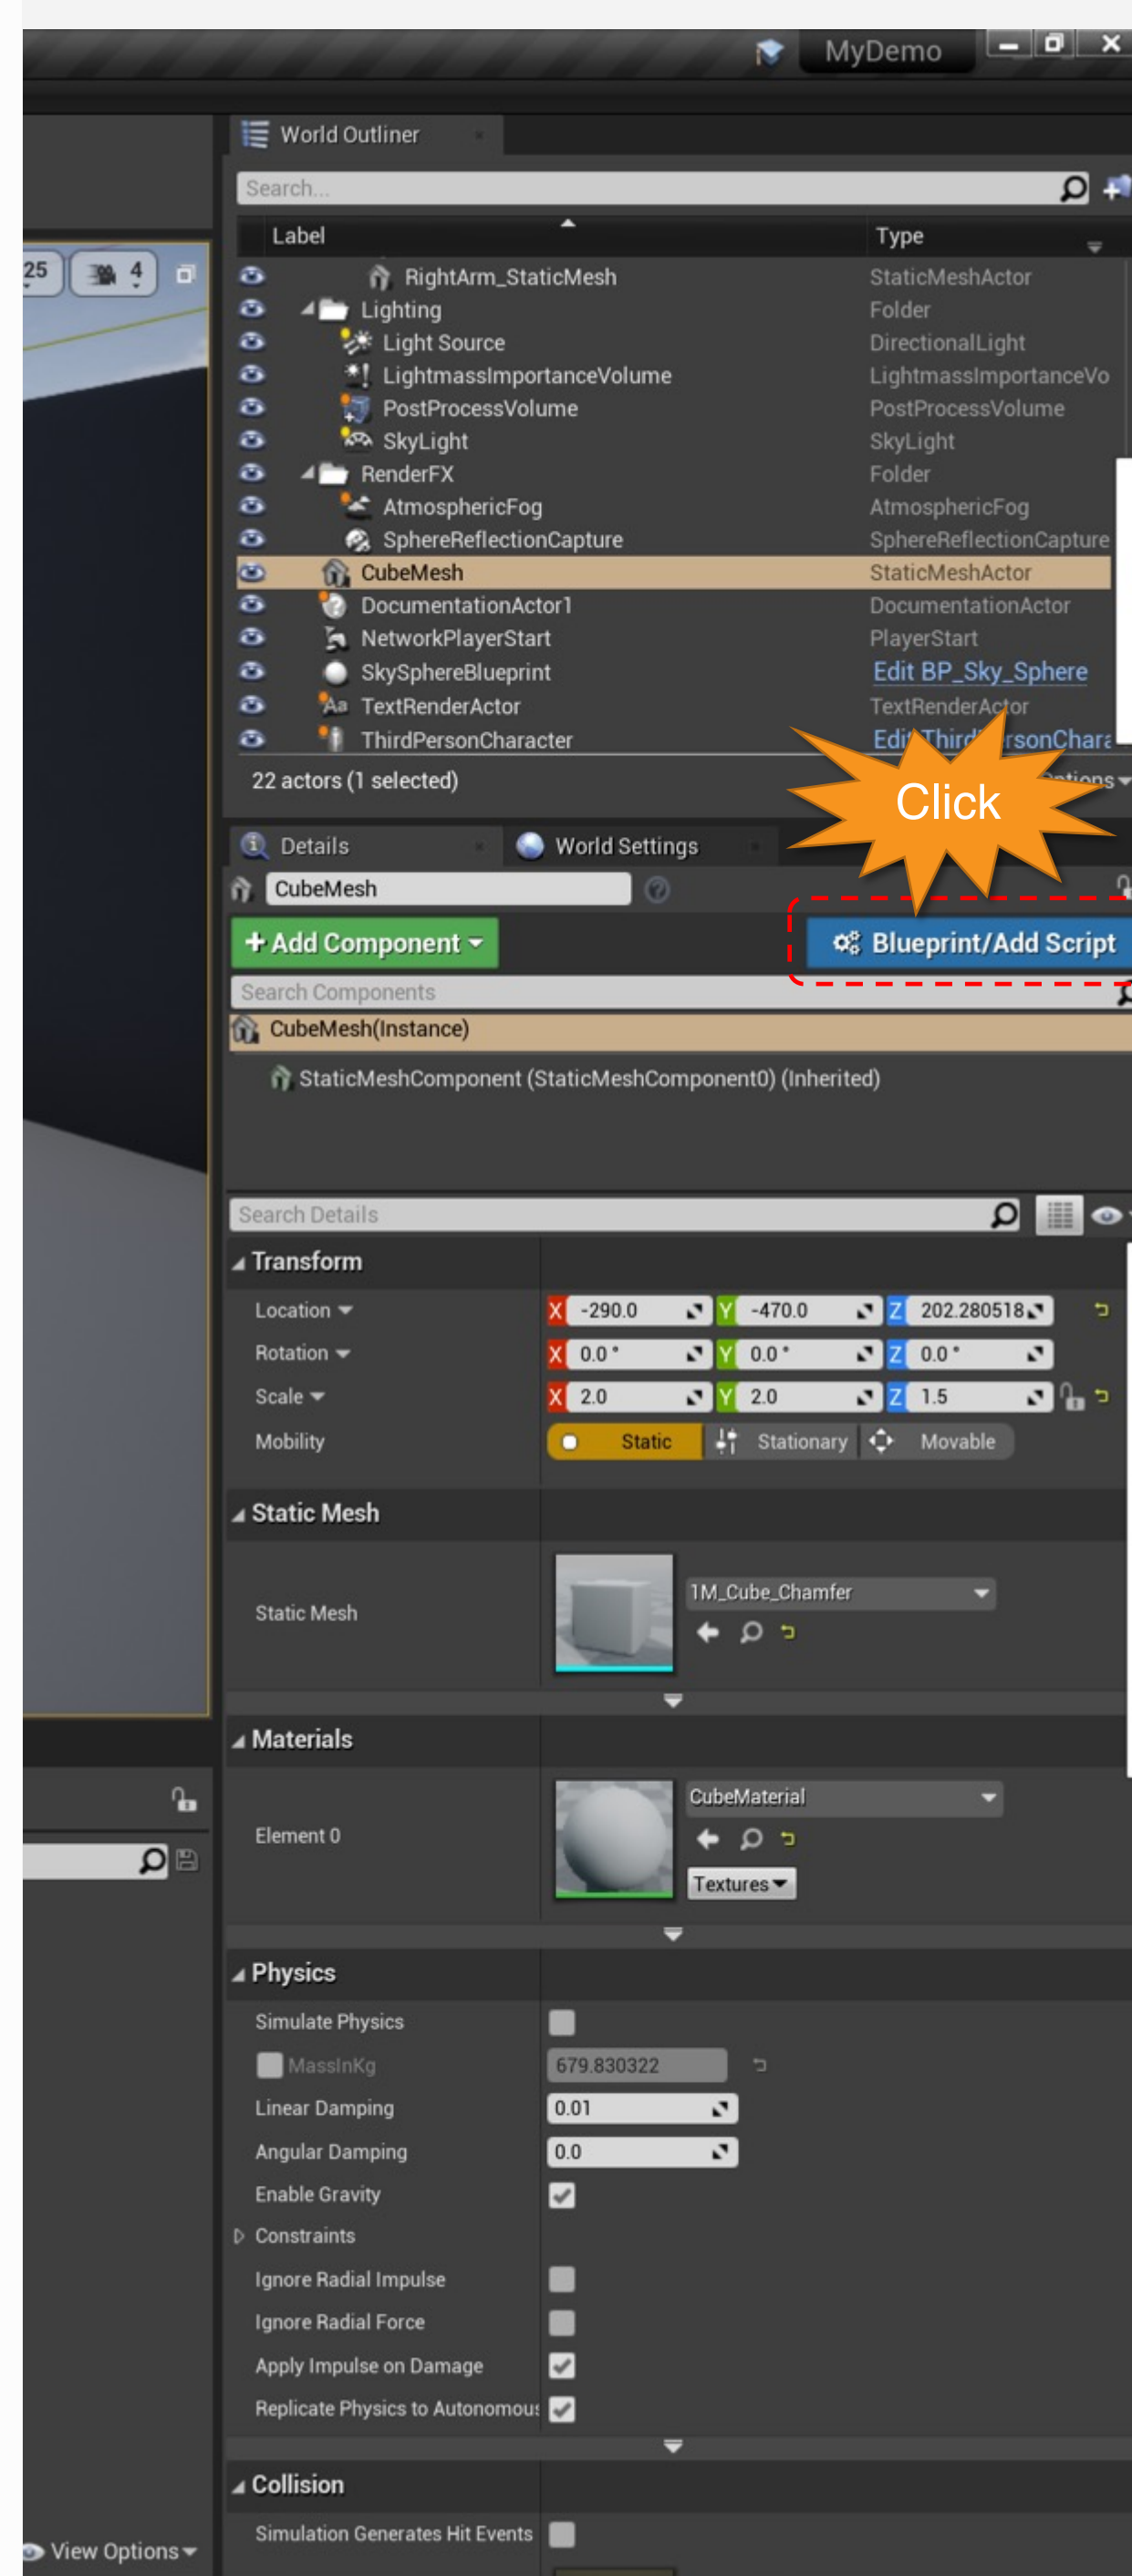 MyDemo
World Outliner
Search...
Label Type
25 4
RightArm_StaticMesh StaticMeshActor
Lighting Folder
Light Source DirectionalLight
LightmassImportanceVolume LightmassImportanceVo
PostProcessVolume PostProcessVolume
SkyLight SkyLight
RenderFX Folder
AtmosphericFog AtmosphericFog
SphereReflectionCapture SphereReflectionCapture
CubeMesh StaticMeshActor
DocumentationActor1 DocumentationActor
NetworkPlayerStart PlayerStart
SkySphereBlueprint Edit BP_Sky_Sphere
Aa TextRenderActor TextRenderActor
ThirdPersonCharacter Edit Third rsonChara
22 actors (1 selected) ptions
Click
Details World Settings
CubeMesh
+ Add Component Blueprint/Add Script
Search Components
CubeMesh(Instance)
StaticMeshComponent (StaticMeshComponent0) (Inherited)
Search Details
Transform
Location X -290.0 Y -470.0 Z 202.280518
Rotation X 0.0 ° Y 0.0 ° Z 0.0 °
Scale X 2.0 Y 2.0 Z 1.5
Mobility Static Stationary Movable
Static Mesh
1M_Cube_Chamfer
Static Mesh
Materials
CubeMaterial
Element 0
Textures
Physics
Simulate Physics
MassInKg 679.830322
Linear Damping 0.01
Angular Damping 0.0
Enable Gravity
Constraints
Ignore Radial Impulse
Ignore Radial Force
Apply Impulse on Damage
Replicate Physics to Autonomous
Collision
Simulation Generates Hit Events
View Options